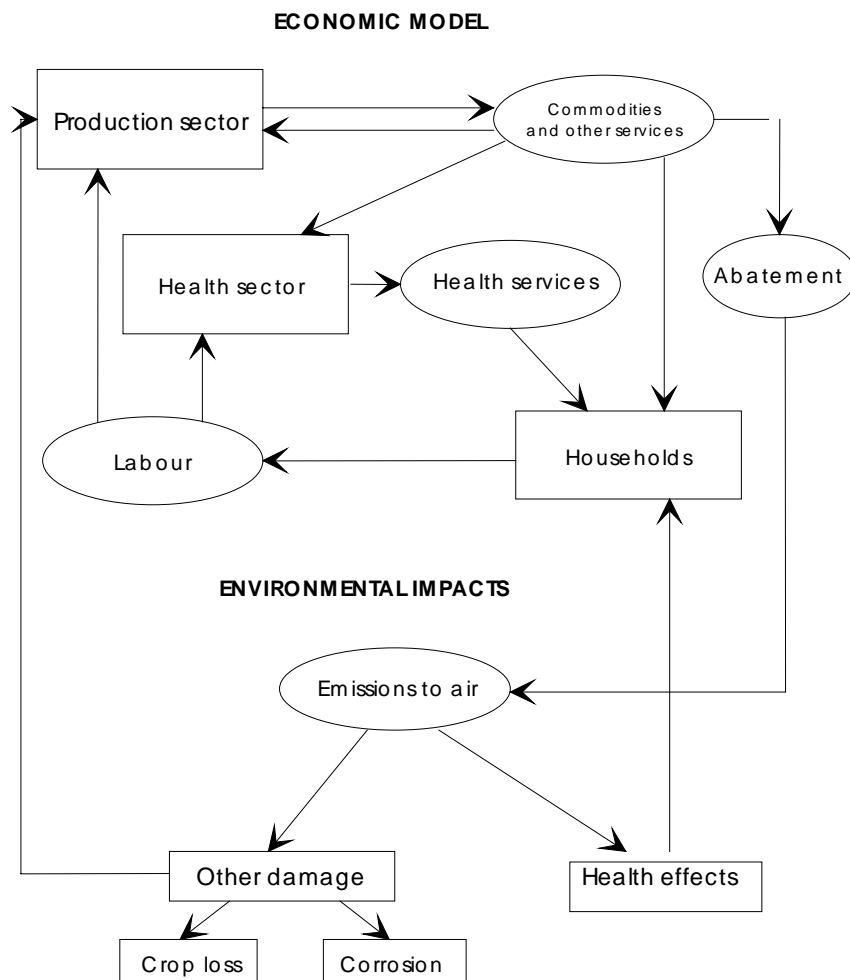 ECONOMIC MODEL
Production sector
Commodities
and other services
Health sector
Health services
Abatement
Labour
Households
ENVIRONMENTAL IMPACTS
Emissions to air
Other damage
Health effects
Crop loss
Corrosion